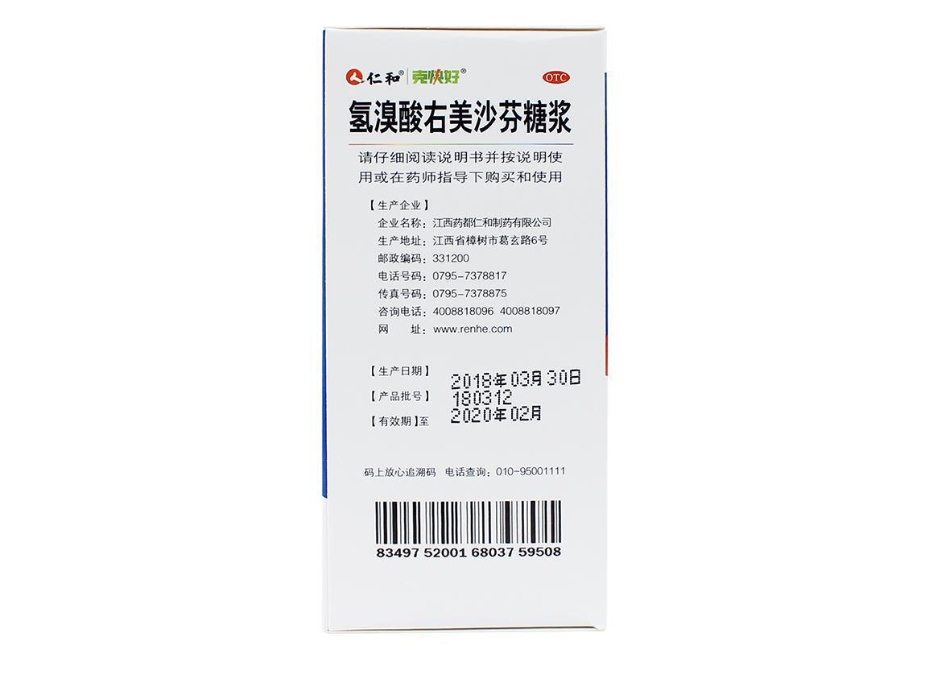 仁和® 克快好® OTC
氢溴酸右美沙芬糖浆
请仔细阅读说明书并按说明使
用或在药师指导下购买和使用
【生产企业】
企业名称：江西药都仁和制药有限公司
生产地址：江西省樟树市葛玄路6号
邮政编码：331200
电话号码：0795-7378817
传真号码：0795-7378875
咨询电话：4008818096 4008818097
网 址：www.renhe.com
【生产日期】 2018年03月30日
【产品批号】 180312
【有效期】至 2020年02月
码上放心追溯码 电话查询：010-95001111
83497 52001 68037 59508